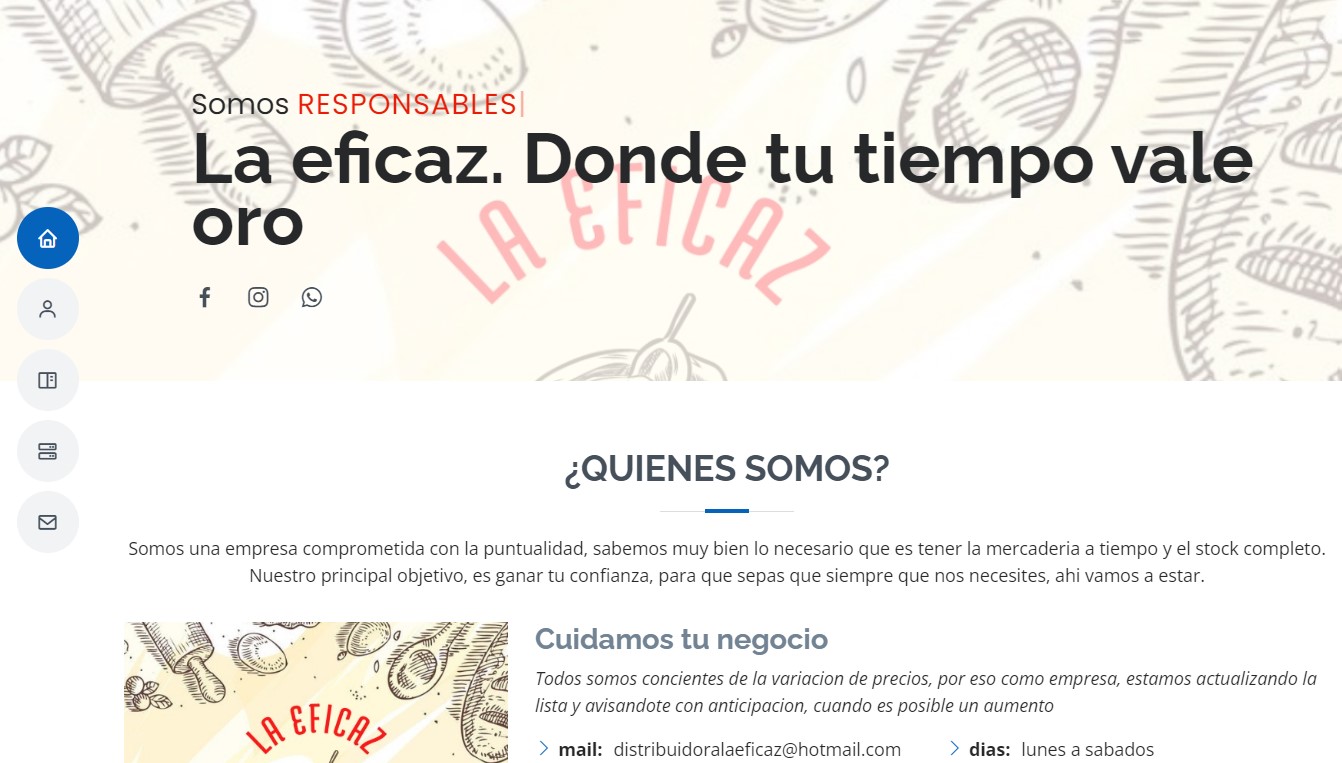 Somos RESPONSABLES
La eficaz. Donde tu tiempo vale
oro
LA EFICAZ
¿QUIENES SOMOS?
Somos una empresa comprometida con la puntualidad, sabemos muy bien lo necesario que es tener la mercaderia a tiempo y el stock completo.
Nuestro principal objetivo, es ganar tu confianza, para que sepas que siempre que nos necesites, ahi vamos a estar.
LA EFICAZ
Cuidamos tu negocio
Todos somos concientes de la variacion de precios, por eso como empresa, estamos actualizando la
lista y avisandote con anticipacion, cuando es posible un aumento
mail: distribuidoralaeficaz@hotmail.com
dias: lunes a sabados